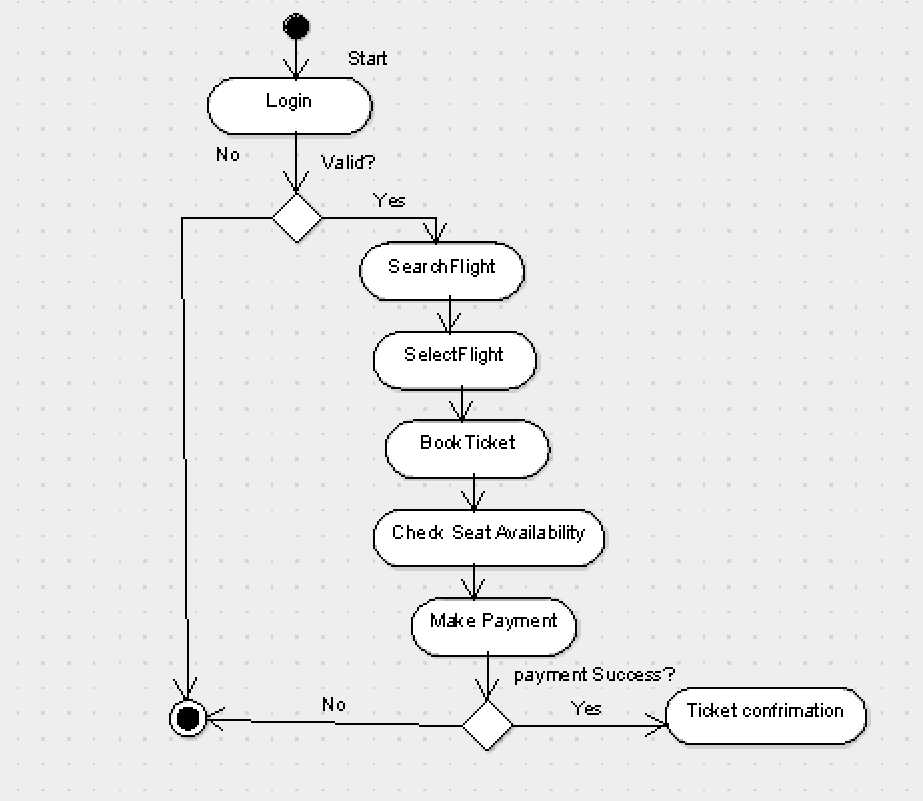 Start
Login
No
Valid?
Yes
SearchFlight
SelectFlight
BookTicket
Check Seat Availability
Make Payment
payment Success?
No
Yes
Ticket confrimation